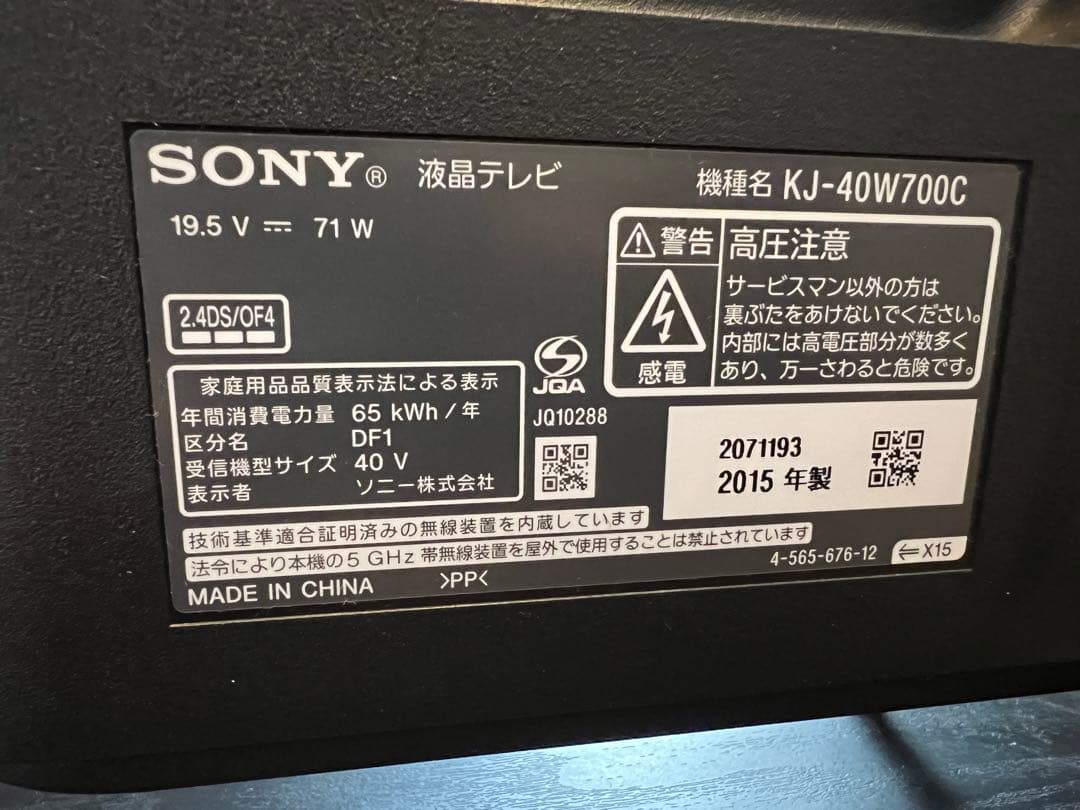 SONY® 液晶テレビ
機種名 KJ-40W700C
19.5 V ⎓ 71 W
警告 高圧注意
サービスマン以外の方は
裏ぶたをあけないでください。
内部には高電圧部分が数多く
あり、万一さわると危険です。
感電
2.4DS/OF4
JQA
JQ10288
家庭用品品質表示法による表示
年間消費電力量 65 kWh/年
区分名 DF1
受信機型サイズ 40 V
表示者 ソニー株式会社
2071193
2015 年製
技術基準適合証明済みの無線装置を内蔵しています
法令により本機の5 GHz 帯無線装置を屋外で使用することは禁止されています
4-565-676-12
⇐X15
MADE IN CHINA >PP<